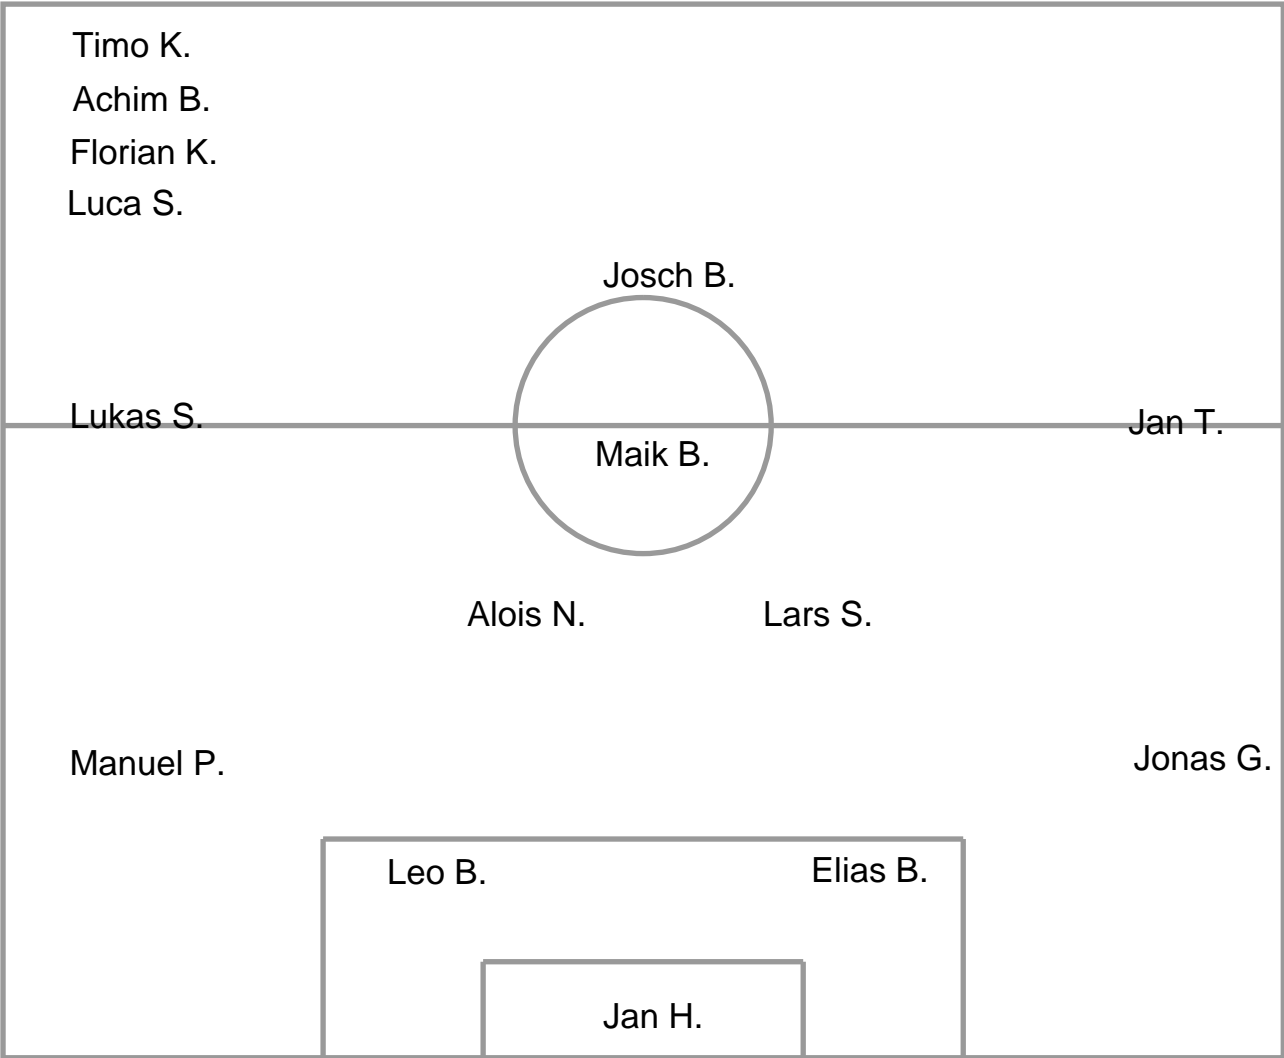 Timo K.
Achim B.
Florian K.
Luca S.
Josch B.
Lukas S.
Jan T.
Maik B.
Alois N.
Lars S.
Manuel P.
Jonas G.
Leo B.
Elias B.
Jan H.